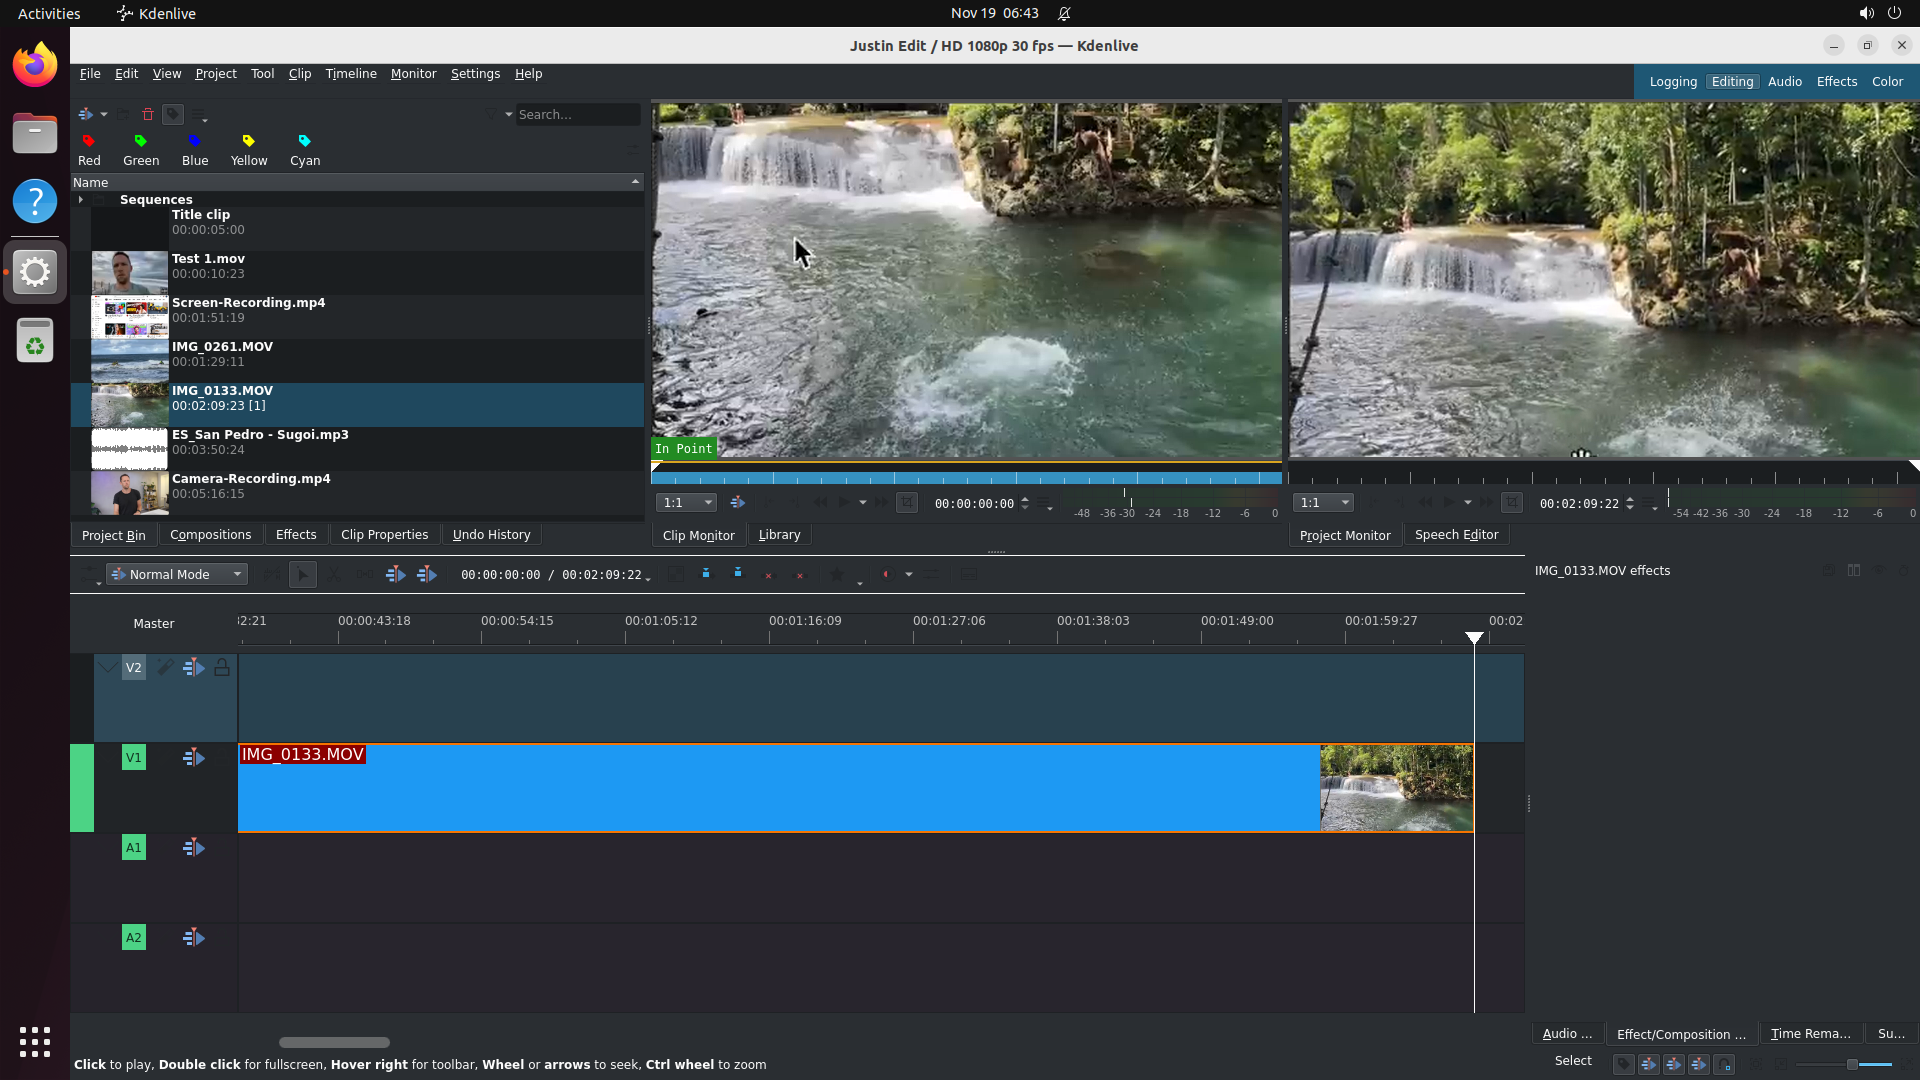 Activities
Kdenlive
Nov 19 06:43
Justin Edit / HD 1080p 30 fps — Kdenlive
File Edit View Project Tool Clip Timeline Monitor Settings Help
Logging Editing Audio Effects Color
Search...
Red Green Blue Yellow Cyan
Name
Sequences
Title clip
00:00:05:00
Test 1.mov
00:00:10:23
Screen-Recording.mp4
00:01:51:19
IMG_0261.MOV
00:01:29:11
IMG_0133.MOV
00:02:09:23 [1]
ES_San Pedro - Sugoi.mp3
00:03:50:24
Camera-Recording.mp4
00:05:16:15
Project Bin Compositions Effects Clip Properties Undo History
In Point
1:1
00:00:00:00
-48 -36 -30 -24 -18 -12 -6 0
Clip Monitor Library
1:1
00:02:09:22
-54 -42 -36 -30 -24 -18 -12 -6 0
Project Monitor Speech Editor
Normal Mode
00:00:00:00 / 00:02:09:22
IMG_0133.MOV effects
Master
32:21 00:00:43:18 00:00:54:15 00:01:05:12 00:01:16:09 00:01:27:06 00:01:38:03 00:01:49:00 00:01:59:27 00:02
V2
V1
IMG_0133.MOV
A1
A2
Audio ... Effect/Composition ... Time Rema... Su...
Click to play, Double click for fullscreen, Hover right for toolbar, Wheel or arrows to seek, Ctrl wheel to zoom
Select